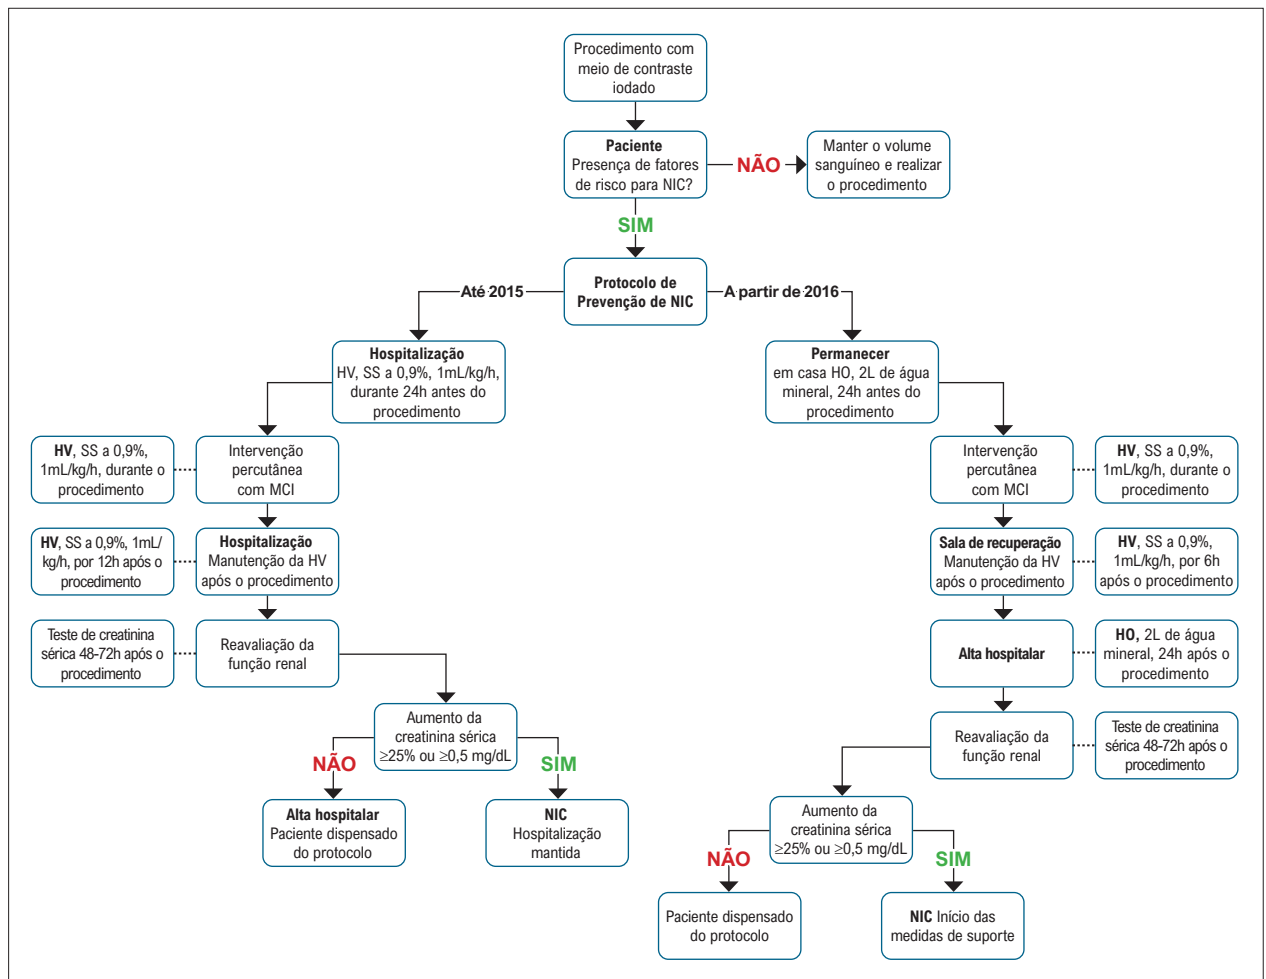 Procedimento com
meio de contraste
iodado
Paciente
Presença de fatores
de risco para NIC?
NÃO
Manter o volume
sanguíneo e realizar
o procedimento
SIM
Protocolo de
Prevenção de NIC
Até 2015
A partir de 2016
Hospitalização
HV, SS a 0,9%, 1mL/kg/h,
durante 24h antes do
procedimento
Permanecer
em casa HO, 2L de água
mineral, 24h antes do
procedimento
HV, SS a 0,9%,
1mL/kg/h, durante o
procedimento
Intervenção
percutânea
com MCI
Intervenção
percutânea
com MCI
HV, SS a 0,9%,
1mL/kg/h, durante o
procedimento
HV, SS a 0,9%, 1mL/
kg/h, por 12h após o
procedimento
Hospitalização
Manutenção da HV
após o procedimento
Sala de recuperação
Manutenção da HV
após o procedimento
HV, SS a 0,9%,
1mL/kg/h, por 6h
após o procedimento
Teste de creatinina
sérica 48-72h após o
procedimento
Reavaliação da
função renal
Alta hospitalar
HO, 2L de água
mineral, 24h após o
procedimento
Aumento da
creatinina sérica
≥25% ou ≥0,5 mg/dL
NÃO
SIM
Reavaliação da
função renal
Teste de creatinina
sérica 48-72h após o
procedimento
Alta hospitalar
Paciente dispensado
do protocolo
NIC
Hospitalização
mantida
Aumento da
creatinina sérica
≥25% ou ≥0,5 mg/dL
NÃO
SIM
Paciente dispensado
do protocolo
NIC Início das
medidas de suporte